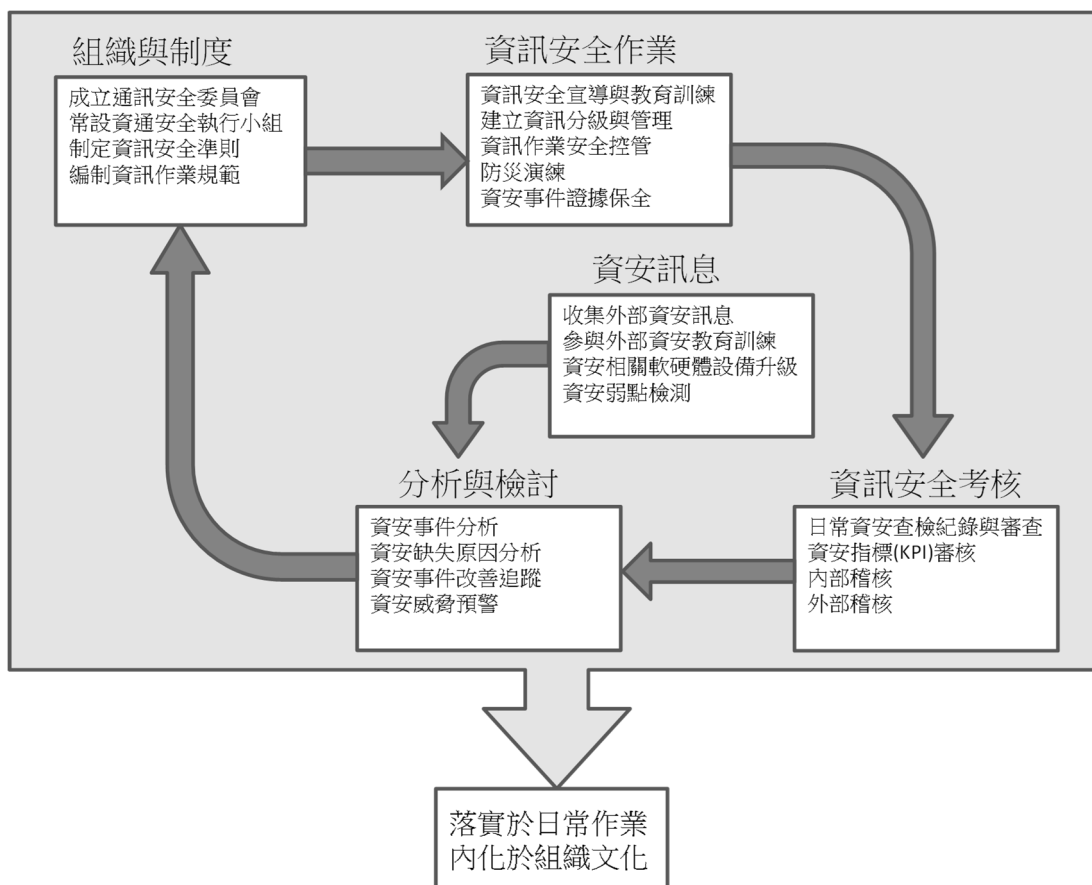 組織與制度
成立通訊安全委員會
常設資通安全執行小組
制定資訊安全準則
編制資訊作業規範
資訊安全作業
資訊安全宣導與教育訓練
建立資訊分級與管理
資訊作業安全控管
防災演練
資安事件證據保全
資安訊息
收集外部資安訊息
參與外部資安教育訓練
資安相關軟硬體設備升級
資安弱點檢測
分析與檢討
資安事件分析
資安缺失原因分析
資安事件改善追蹤
資安威脅預警
資訊安全考核
日常資安查檢紀錄與審查
資安指標(KPI)審核
內部稽核
外部稽核
落實於日常作業
內化於組織文化